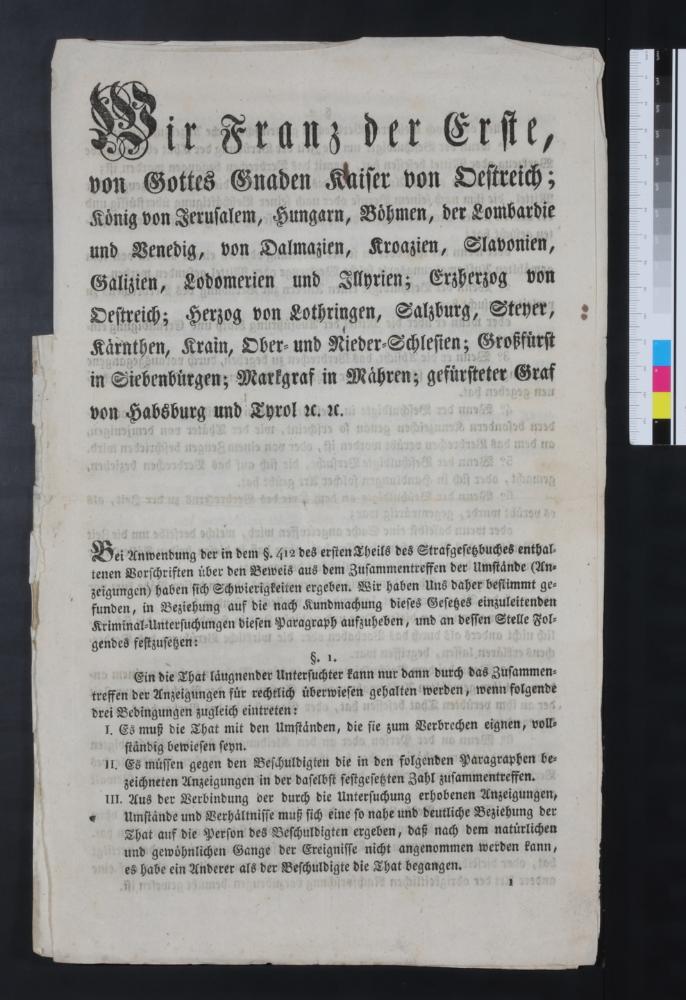 Wir Franz der Erste,
von Gottes Gnaden Kaiser von Oestreich;
König von Jerusalem, Hungarn, Böhmen, der Lombardie
und Venedig, von Dalmazien, Kroazien, Slavonien,
Galizien, Lodomerien und Illyrien; Erzherzog von
Oestreich; Herzog von Lothringen, Salzburg, Steyer,
Kärnthen, Krain, Ober- und Nieder-Schlesien; Großfürst
in Siebenbürgen; Markgraf in Mähren; gefürsteter Graf
von Habsburg und Tyrol ꝛc. ꝛc.
Bei Anwendung der in dem §. 412 des ersten Theils des Strafgesetzbuches enthal-
tenen Vorschriften über den Beweis aus dem Zusammentreffen der Umstände (An-
zeigungen) haben sich Schwierigkeiten ergeben. Wir haben Uns daher bestimmt ge-
funden, in Beziehung auf die nach Kundmachung dieses Gesetzes einzuleitenden
Kriminal-Untersuchungen diesen Paragraph aufzuheben, und an dessen Stelle Fol-
gendes festzusetzen:
§. 1.
Ein die That läugnender Untersuchter kann nur dann durch das Zusammen-
treffen der Anzeigungen für rechtlich überwiesen gehalten werden, wenn folgende
drei Bedingungen zugleich eintreten:
I. Es muß die That mit den Umständen, die sie zum Verbrechen eignen, voll-
ständig bewiesen seyn.
II. Es müssen gegen den Beschuldigten die in den folgenden Paragraphen be-
zeichneten Anzeigungen in der daselbst festgesetzten Zahl zusammentreffen.
III. Aus der Verbindung der durch die Untersuchung erhobenen Anzeigungen,
Umstände und Verhältnisse muß sich eine so nahe und deutliche Beziehung der
That auf die Person des Beschuldigten ergeben, daß nach dem natürlichen
und gewöhnlichen Gange der Ereignisse nicht angenommen werden kann,
es habe ein Anderer als der Beschuldigte die That begangen.
1